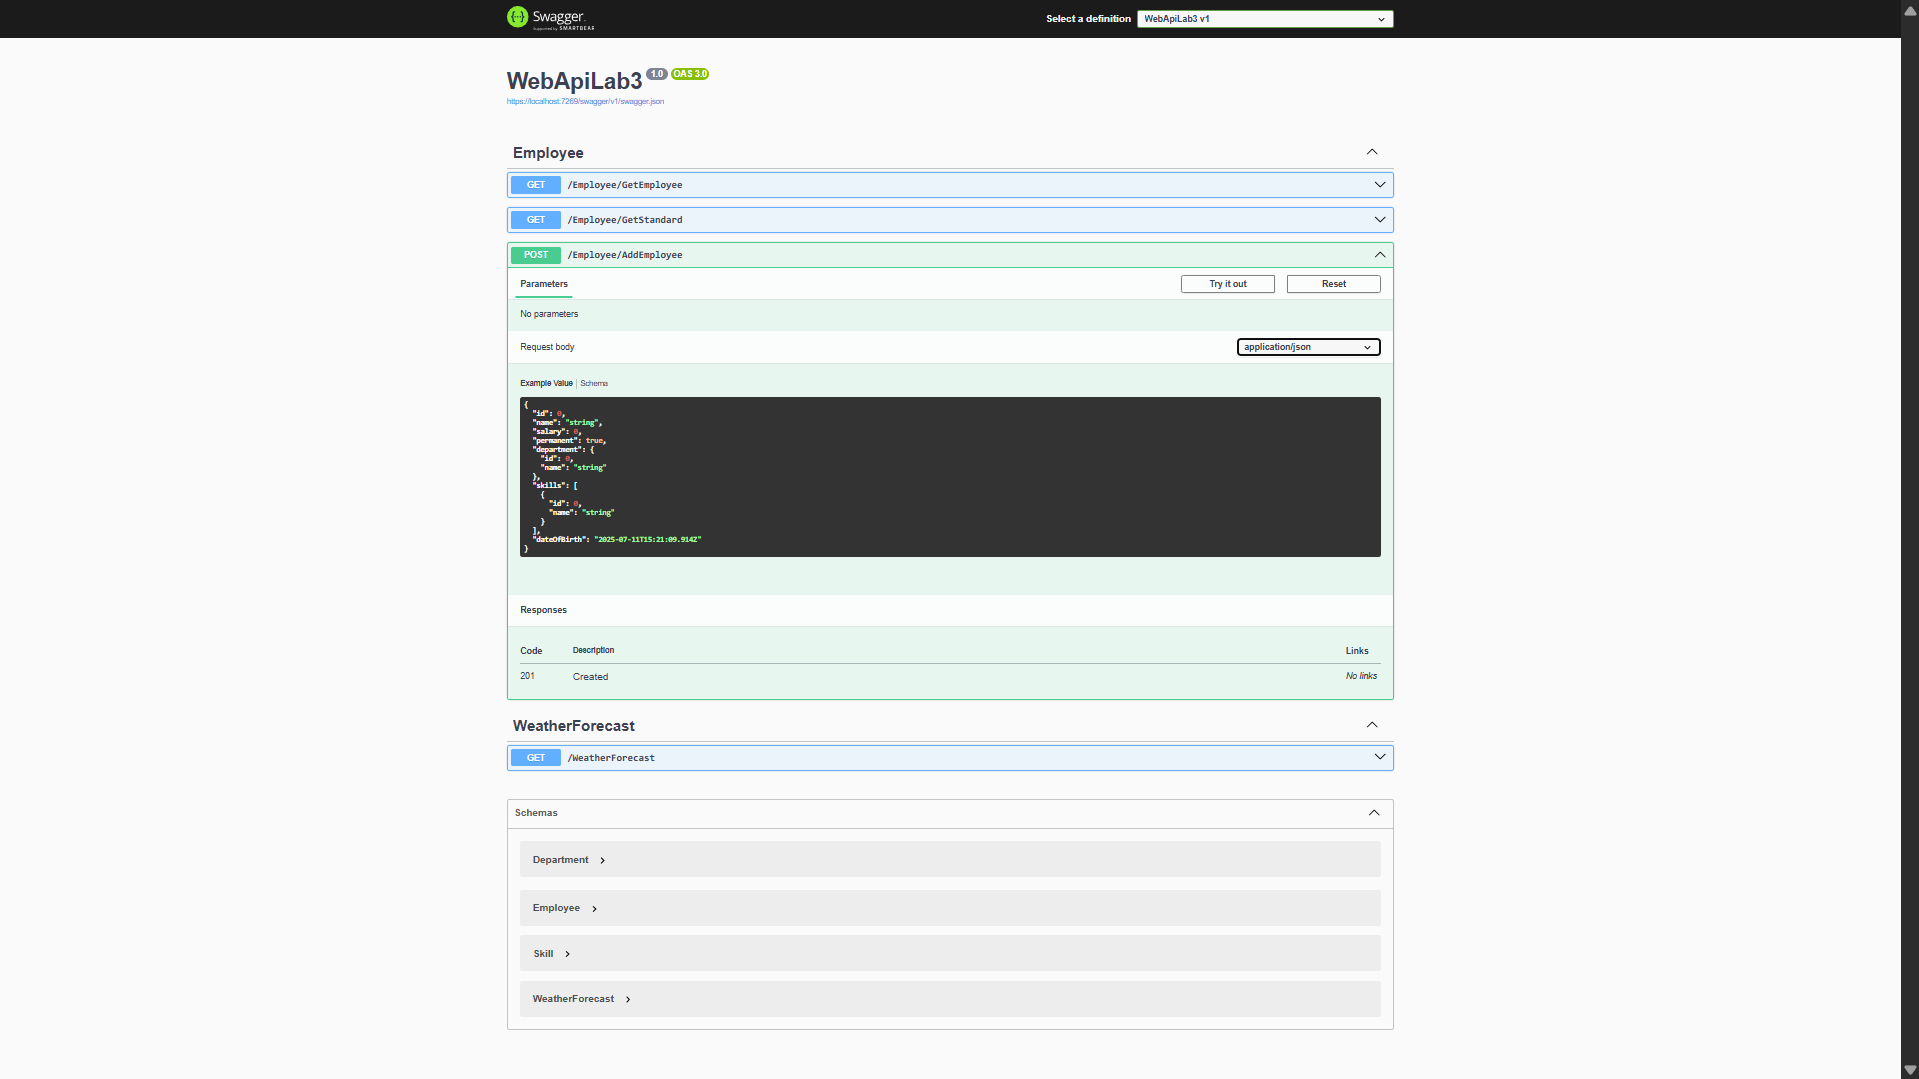 Swagger.
Supported by SMARTBEAR
Select a definition
WebApiLab3 v1
WebApiLab3 1.0 OAS 3.0
https://localhost:7269/swagger/v1/swagger.json
Employee
GET /Employee/GetEmployee
GET /Employee/GetStandard
POST /Employee/AddEmployee
Parameters
Try it out
Reset
No parameters
Request body
application/json
Example Value | Schema
{
  "id": 0,
  "name": "string",
  "salary": 0,
  "permanent": true,
  "department": {
    "id": 0,
    "name": "string"
  },
  "skills": [
    {
      "id": 0,
      "name": "string"
    }
  ],
  "dateOfBirth": "2025-07-11T15:21:09.914Z"
}
Responses
Code Description Links
201 Created No links
WeatherForecast
GET /WeatherForecast
Schemas
Department
Employee
Skill
WeatherForecast